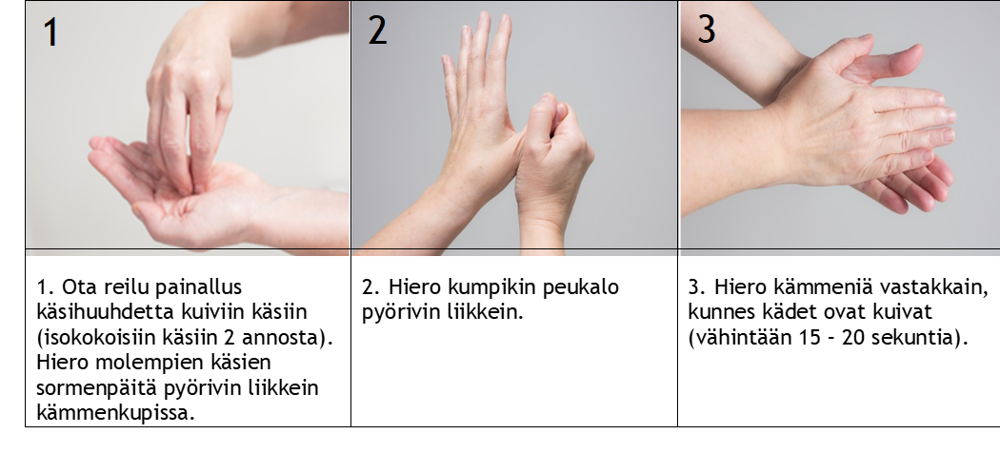 1
2
3
1. Ota reilu painallus
käsihuuhdetta kuiviin käsiin
(isokokoisiin käsiin 2 annosta).
Hiero molempien käsien
sormenpäitä pyörivin liikkein
kämmenkupissa.
2. Hiero kumpikin peukalo
pyörivin liikkein.
3. Hiero kämmeniä vastakkain,
kunnes kädet ovat kuivat
(vähintään 15 - 20 sekuntia).